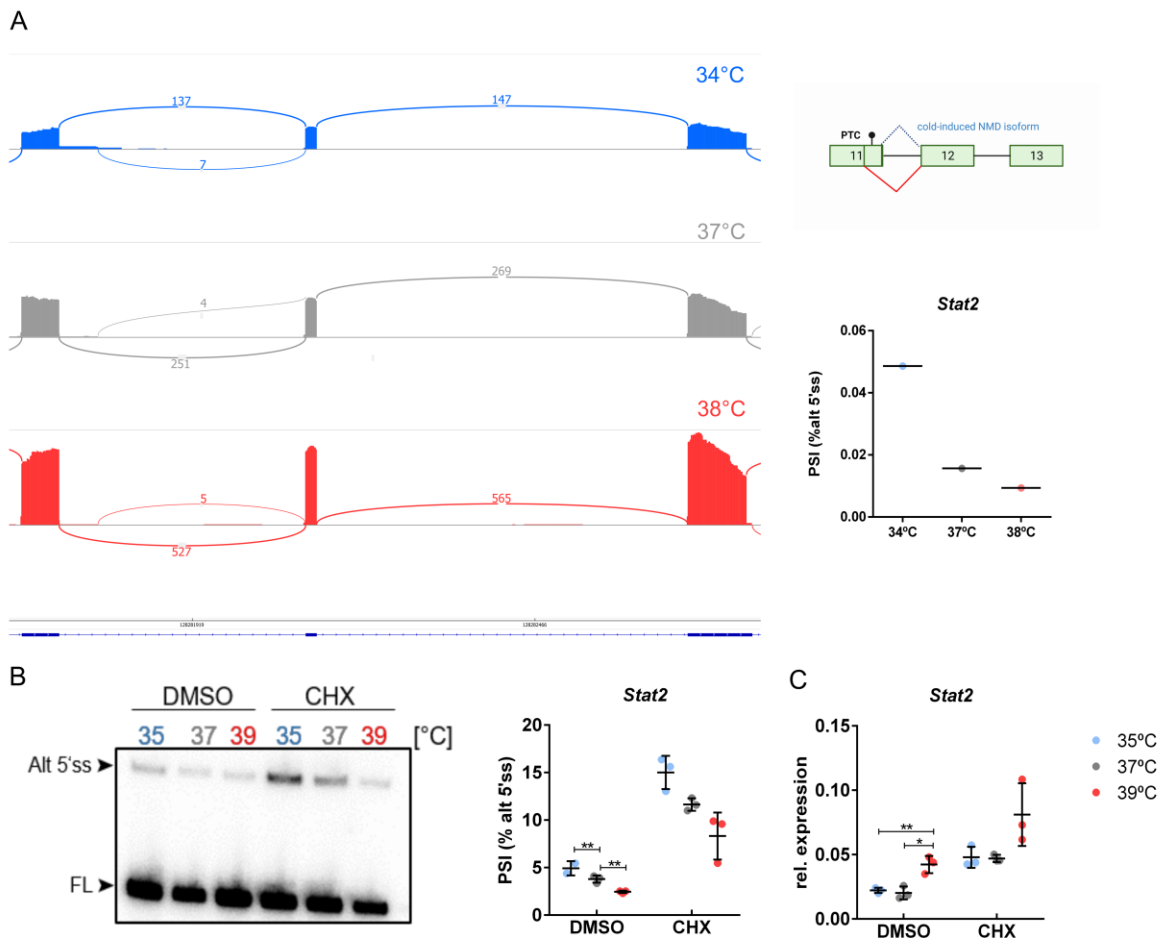 A
34°C
137
147
7
PTC
cold-induced NMD isoform
11
12
13
37°C
4
269
251
Stat2
0.06
0.04
0.02
0.00
PSI (%alt 5'ss)
34ºC
37ºC
38ºC
38°C
5
565
527
B
DMSO
CHX
35
37
39
35
37
39
[°C]
Alt 5'ss
FL
Stat2
20
15
10
5
0
PSI (% alt 5'ss)
**
**
DMSO
CHX
C
Stat2
0.15
0.10
0.05
0.00
rel. expression
**
*
DMSO
CHX
35ºC
37ºC
39ºC